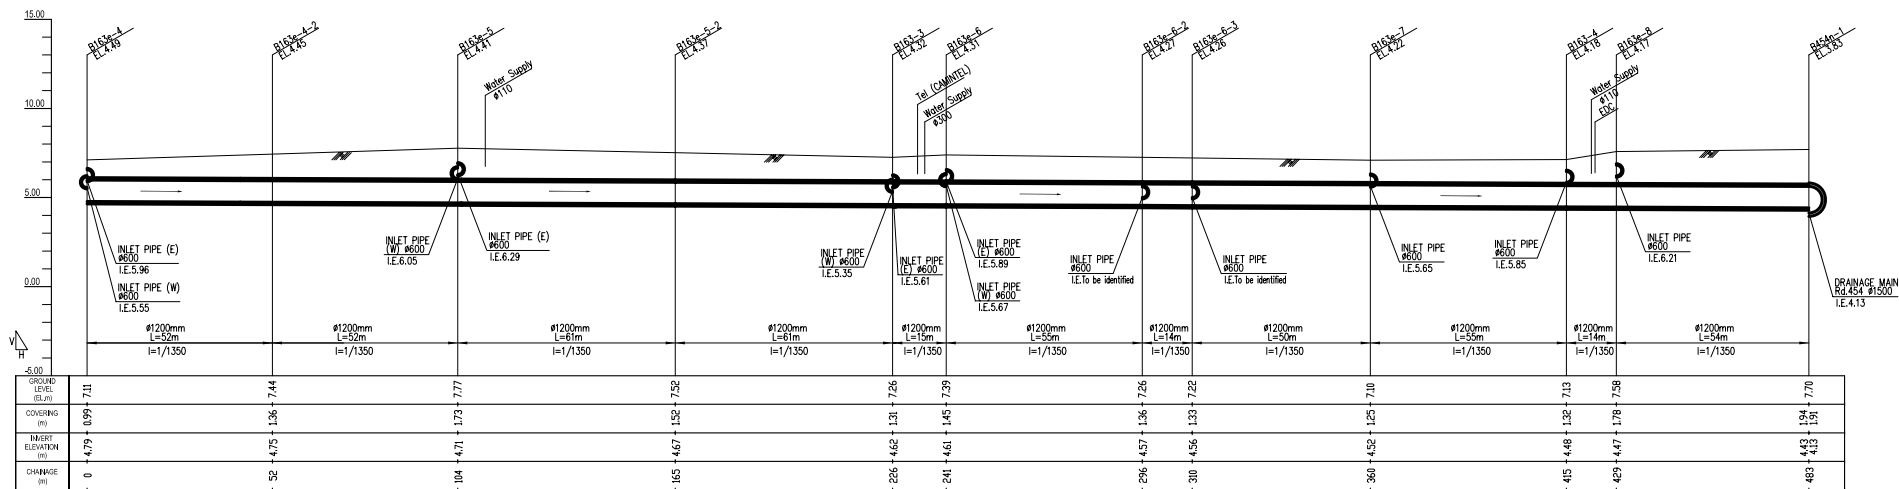 15.00
10.00
5.00
0.00
-5.00
V
H
B163e-4
EL.4.49
B163e-4-2
EL.4.45
B163e-5
EL.4.41
B163e-5-2
EL.4.37
B163-3
EL.4.32
B163e-6
EL.4.31
B163e-6-2
EL.4.27
B163e-6-3
EL.4.26
B163e-7
EL.4.22
B163-4
EL.4.18
B163e-8
EL.4.17
B454n-1
EL.3.83
Water Supply
ø110
Tel (CAMINTEL)
Water Supply
ø300
Water Supply
ø110
EDC
INLET PIPE (E)
ø600
I.E.5.96
INLET PIPE (W)
ø600
I.E.5.55
INLET PIPE
(W) ø600
I.E.6.05
INLET PIPE (E)
ø600
I.E.6.29
INLET PIPE
(W) ø600
I.E.5.35
INLET PIPE
(E) ø600
I.E.5.61
INLET PIPE
(E) ø600
I.E.5.89
INLET PIPE
(W) ø600
I.E.5.67
INLET PIPE
ø600
I.E.To be identified
INLET PIPE
ø600
I.E.To be identified
INLET PIPE
ø600
I.E.5.65
INLET PIPE
ø600
I.E.5.85
INLET PIPE
ø600
I.E.6.21
DRAINAGE MAIN
Rd.454 ø1500
I.E.4.13
ø1200mm
L=52m
I=1/1350
ø1200mm
L=52m
I=1/1350
ø1200mm
L=61m
I=1/1350
ø1200mm
L=61m
I=1/1350
ø1200mm
L=15m
I=1/1350
ø1200mm
L=55m
I=1/1350
ø1200mm
L=14m
I=1/1350
ø1200mm
L=50m
I=1/1350
ø1200mm
L=55m
I=1/1350
ø1200mm
L=14m
I=1/1350
ø1200mm
L=54m
I=1/1350
GROUND
LEVEL
(EL.m)
7.11 7.44 7.77 7.52 7.26 7.39 7.26 7.22 7.10 7.13 7.58 7.70
COVERING
(m)
0.99 1.36 1.73 1.52 1.31 1.45 1.36 1.33 1.25 1.32 1.78 1.94 1.91
INVERT
ELEVATION
(m)
4.79 4.75 4.71 4.67 4.62 4.61 4.57 4.56 4.52 4.48 4.47 4.43 4.13
CHAINAGE
(m)
0 52 104 165 226 241 296 310 360 415 429 483